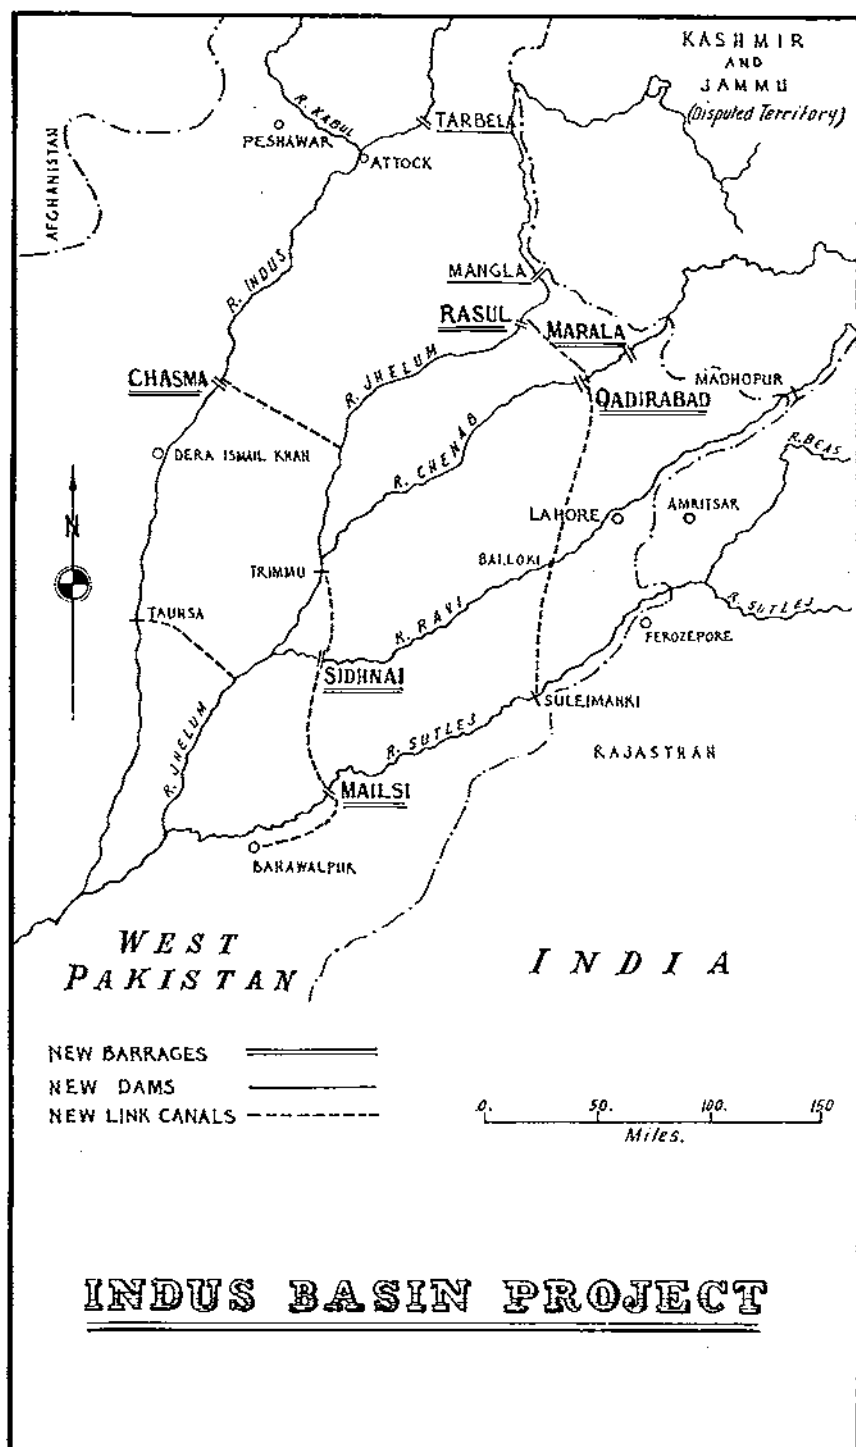 KASHMIR
AND
JAMMU
(Disputed Territory)
AFGHANISTAN
R. KABUL
PESHAWAR
ATTOCK
TARBELA
R. INDUS
MANGLA
RASUL
MARALA
CHASMA
R. JHELUM
MADHOPUR
QADIRABAD
R. CHENAB
R. BEAS
DERA ISMAIL KHAN
N
LAHORE
AMRITSAR
TRIMMU
BALLOKI
R. RAVI
R. SUTLEJ
TAUNSA
FEROZEPORE
SIDHNAI
SULEIMANKI
R. JHELUM
R. SUTLEJ
RAJASTHAN
MAILSI
BAHAWALPUR
WEST
PAKISTAN
INDIA
NEW BARRAGES
NEW DAMS
NEW LINK CANALS
0. 50. 100. 150
Miles.
INDUS BASIN PROJECT